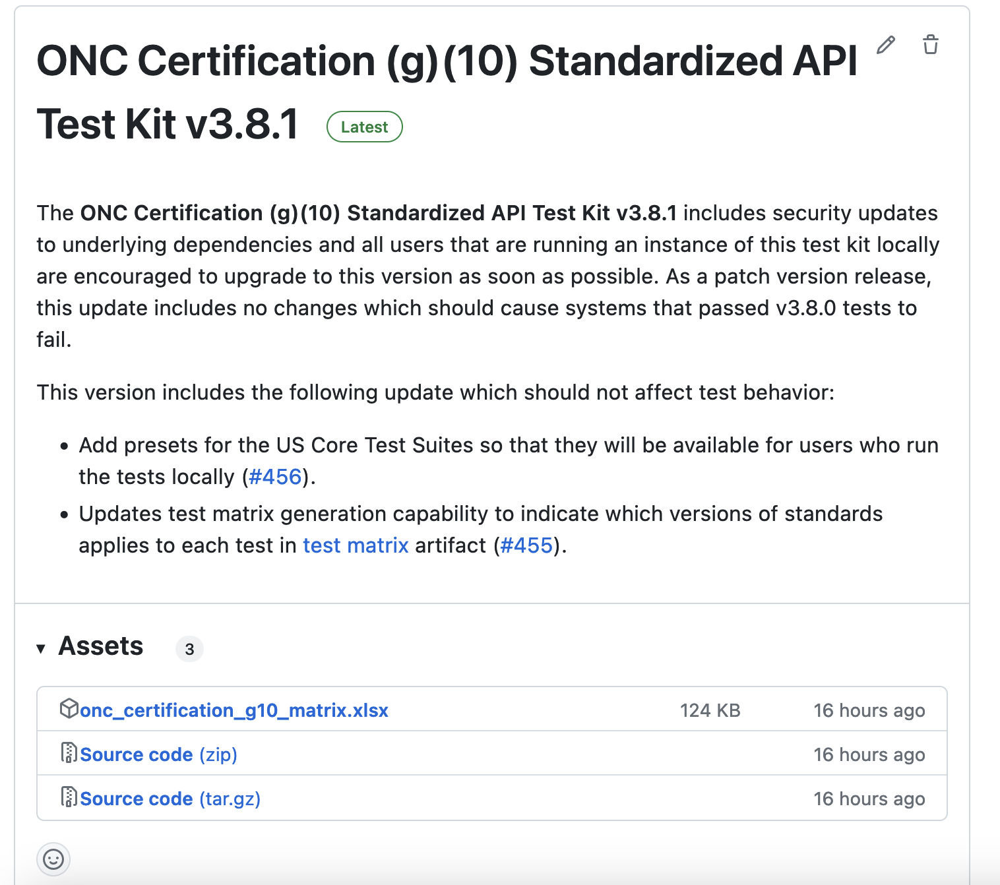 ONC Certification (g)(10) Standardized API
Test Kit v3.8.1 Latest
The ONC Certification (g)(10) Standardized API Test Kit v3.8.1 includes security updates
to underlying dependencies and all users that are running an instance of this test kit locally
are encouraged to upgrade to this version as soon as possible. As a patch version release,
this update includes no changes which should cause systems that passed v3.8.0 tests to
fail.
This version includes the following update which should not affect test behavior:
• Add presets for the US Core Test Suites so that they will be available for users who run
the tests locally (#456).
• Updates test matrix generation capability to indicate which versions of standards
applies to each test in test matrix artifact (#455).
Assets 3
onc_certification_g10_matrix.xlsx 124 KB 16 hours ago
Source code (zip) 16 hours ago
Source code (tar.gz) 16 hours ago